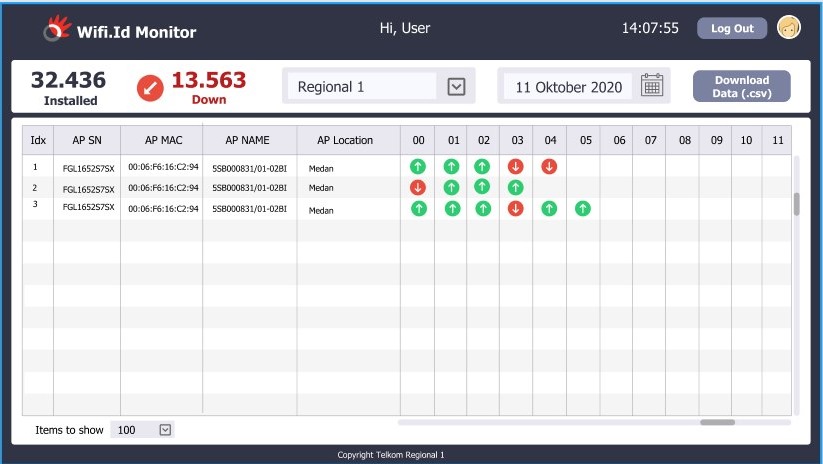 Wifi.Id Monitor
Hi, User
14:07:55
Log Out
32.436
Installed
13.563
Down
Regional 1
11 Oktober 2020
Download
Data (.csv)
Idx AP SN AP MAC AP NAME AP Location 00 01 02 03 04 05 06 07 08 09 10 11
1 FGL1652S7SX 00:06:F6:16:C2:94 5SB000831/01-02BI Medan
2 FGL1652S7SX 00:06:F6:16:C2:94 5SB000831/01-02BI Medan
3 FGL1652S7SX 00:06:F6:16:C2:94 5SB000831/01-02BI Medan
Items to show 100
Copyright Telkom Regional 1